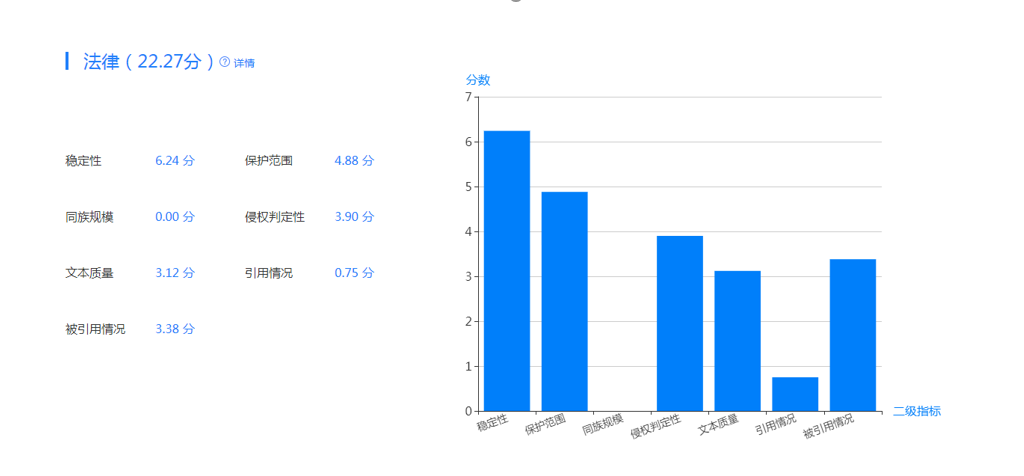 法律（22.27分）? 详情
稳定性 6.24 分 保护范围 4.88 分
同族规模 0.00 分 侵权判定性 3.90 分
文本质量 3.12 分 引用情况 0.75 分
被引用情况 3.38 分
分数
7
6
5
4
3
2
1
0
稳定性 保护范围 同族规模 侵权判定性 文本质量 引用情况 被引用情况
二级指标